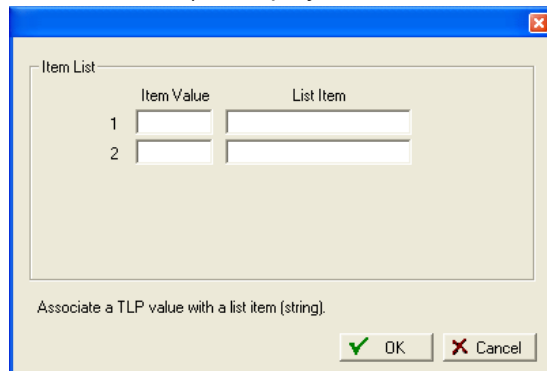 Item List
Item Value List Item
1
2
Associate a TLP value with a list item (string).
OK Cancel